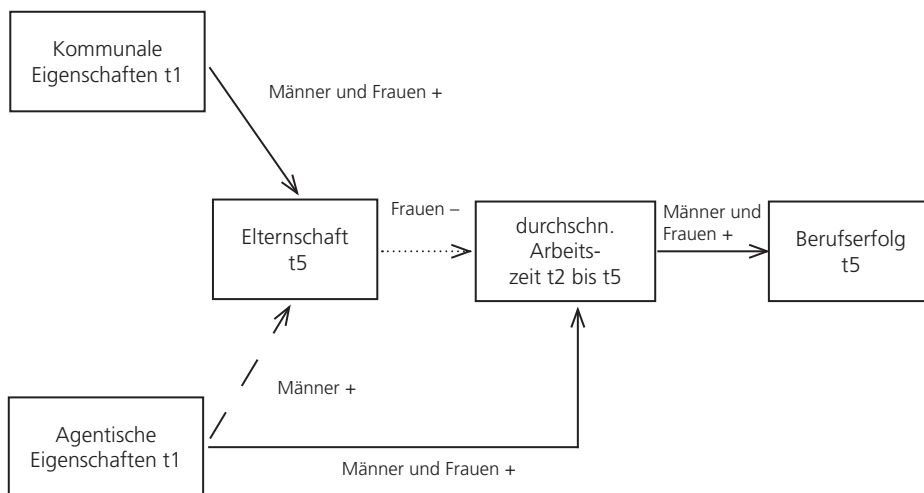 Kommunale
Eigenschaften t1
Männer und Frauen +
Elternschaft
t5
Frauen –
durchschn.
Arbeits-
zeit t2 bis t5
Männer und
Frauen +
Berufserfolg
t5
Männer +
Agentische
Eigenschaften t1
Männer und Frauen +